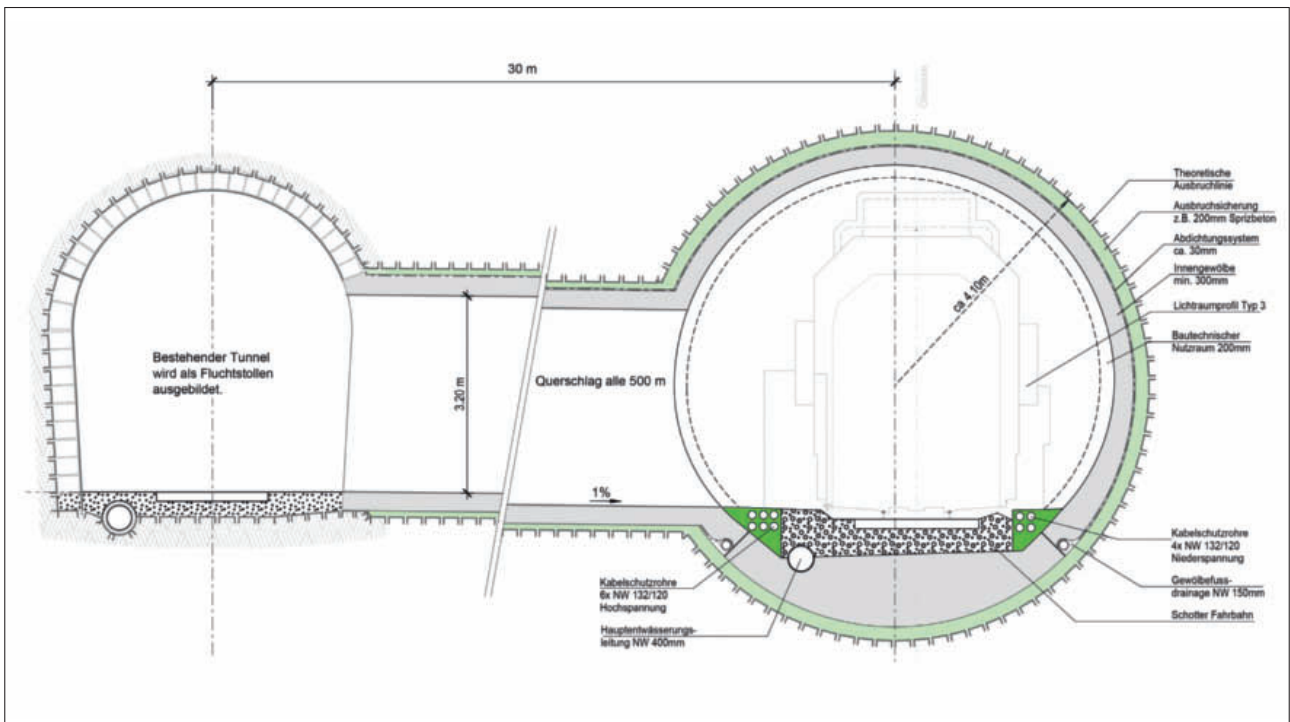 30 m
Theoretische
Ausbruchlinie
Ausbruchsicherung
z.B. 200mm Sprizbeton
Abdichtungssystem
ca. 30mm
Innengewölbe
min. 300mm
Lichtraumprofil Typ 3
Bautechnischer
Nutzraum 200mm
ca 4.10m
Bestehender Tunnel
wird als Fluchtstollen
ausgebildet.
3.20 m
Querschlag alle 500 m
1%
Kabelschutzrohre
6x NW 132/120
Hochspannung
Hauptentwässerungs-
leitung NW 400mm
Kabelschutzrohre
4x NW 132/120
Niederspannung
Gewölbefuss-
drainage NW 150mm
Schotter Fahrbahn